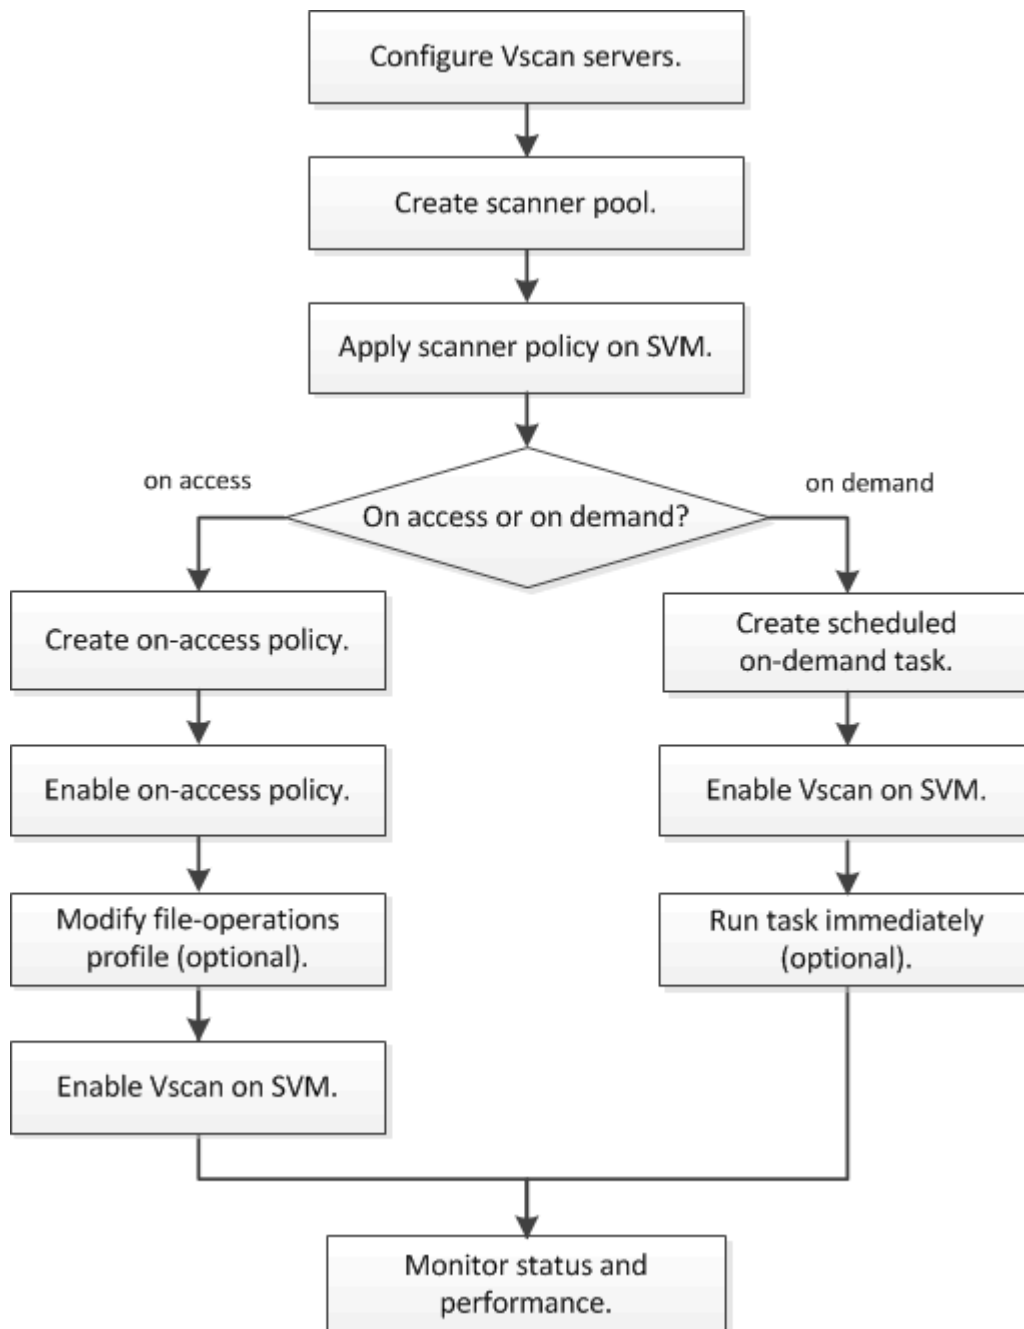 Configure Vscan servers.
Create scanner pool.
Apply scanner policy on SVM.
on access
on demand
On access or on demand?
Create on-access policy.
Enable on-access policy.
Modify file-operations
profile (optional).
Enable Vscan on SVM.
Create scheduled
on-demand task.
Enable Vscan on SVM.
Run task immediately
(optional).
Monitor status and
performance.